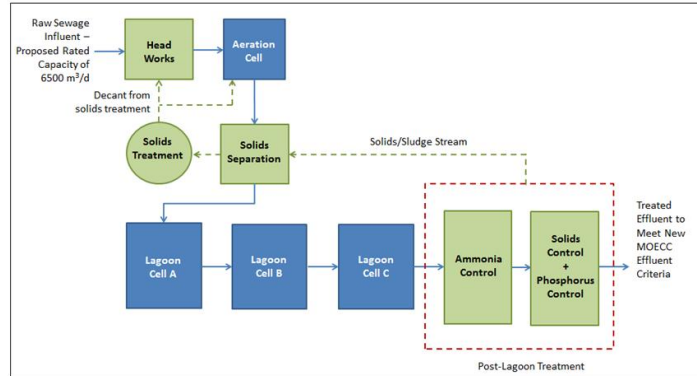 Raw Sewage
Influent –
Proposed Rated
Capacity of
6500 m³/d
Head
Works
Aeration
Cell
Decant from
solids treatment
Solids
Treatment
Solids
Separation
Solids/Sludge Stream
Lagoon
Cell A
Lagoon
Cell B
Lagoon
Cell C
Ammonia
Control
Solids
Control
+
Phosphorus
Control
Treated
Effluent to
Meet New
MOECC
Effluent
Criteria
Post-Lagoon Treatment